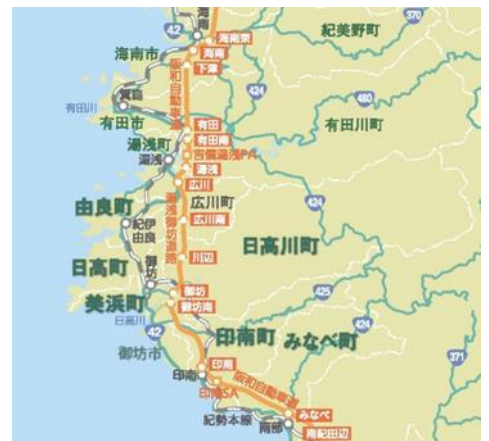 42
海南
370
紀美野町
海南東
海南市
海南
下津
阪和自動車道
424
箕島
480
有田川
424
有田市
有田
有田川町
有田南
湯浅町
吉備湯浅PA
湯浅
湯浅
広川
424
湯浅御坊道路
広川町
由良町
広川南
紀伊
由良
日高川町
日高町
川辺
御坊
御坊
425
美浜町
御坊南
日高川
印南町
みなべ町
424
42
371
御坊市
印南
印南
阪和自動車道
印南SA
みなべ
紀勢本線
南部
南紀田辺